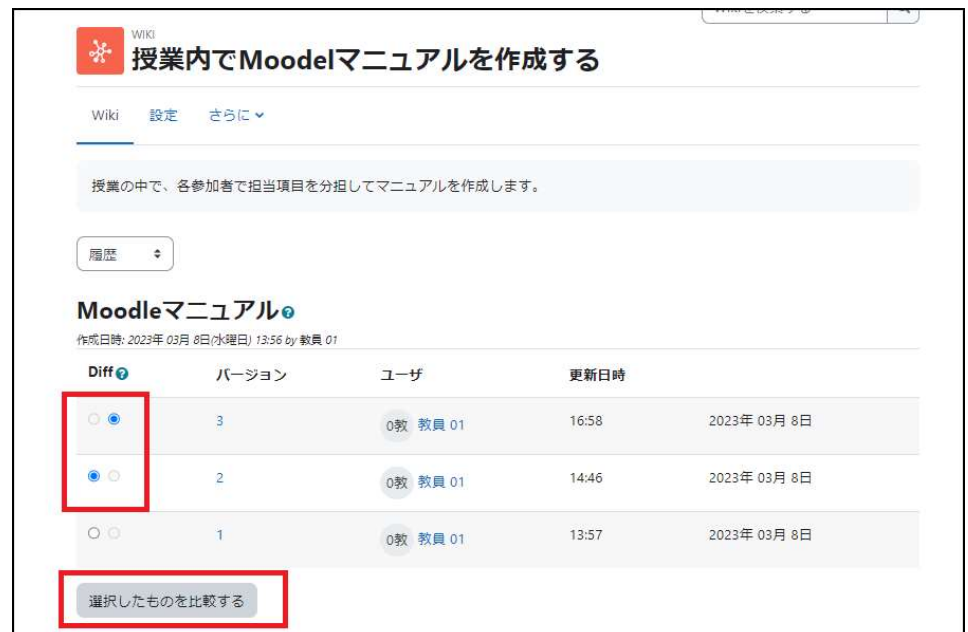 WIKI
授業内でMoodelマニュアルを作成する
Wiki 設定 さらに
授業の中で、各参加者で担当項目を分担してマニュアルを作成します。
履歴
Moodleマニュアル
作成日時: 2023年 03月 8日(水曜日) 13:56 by 教員 01
Diff バージョン ユーザ 更新日時
3 0教 教員 01 16:58 2023年 03月 8日
2 0教 教員 01 14:46 2023年 03月 8日
1 0教 教員 01 13:57 2023年 03月 8日
選択したものを比較する